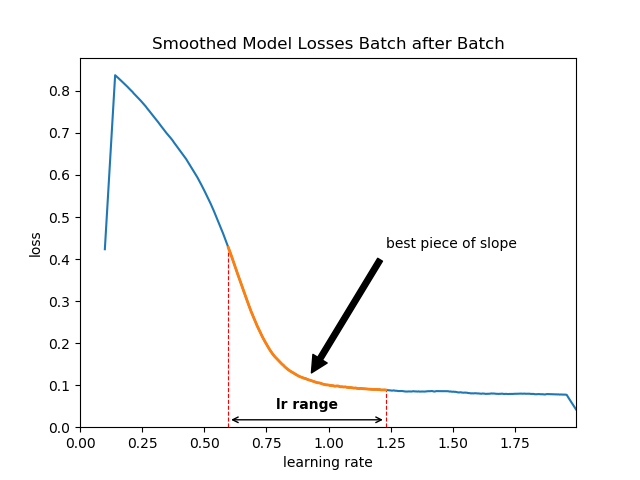 Smoothed Model Losses Batch after Batch
0.8
0.7
0.6
0.5
0.4
0.3
0.2
0.1
0.0
loss
best piece of slope
lr range
0.00 0.25 0.50 0.75 1.00 1.25 1.50 1.75
learning rate